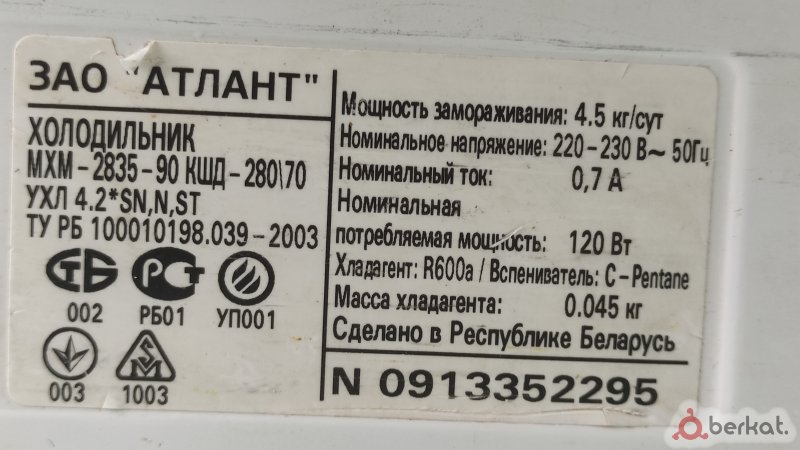 ЗАО "АТЛАНТ"
ХОЛОДИЛЬНИК
МХМ-2835-90 КШД-280\70
УХЛ 4.2*SN,N,ST
ТУ РБ 100010198.039-2003
СТБ РСТ
002 РБ01 УП001
003 1003
Мощность замораживания: 4.5 кг/сут
Номинальное напряжение: 220-230 В~ 50Гц
Номинальный ток: 0,7 А
Номинальная
потребляемая мощность: 120 Вт
Хладагент: R600a / Вспениватель: C-Pentane
Масса хладагента: 0.045 кг
Сделано в Республике Беларусь
N 0913352295
berkat.